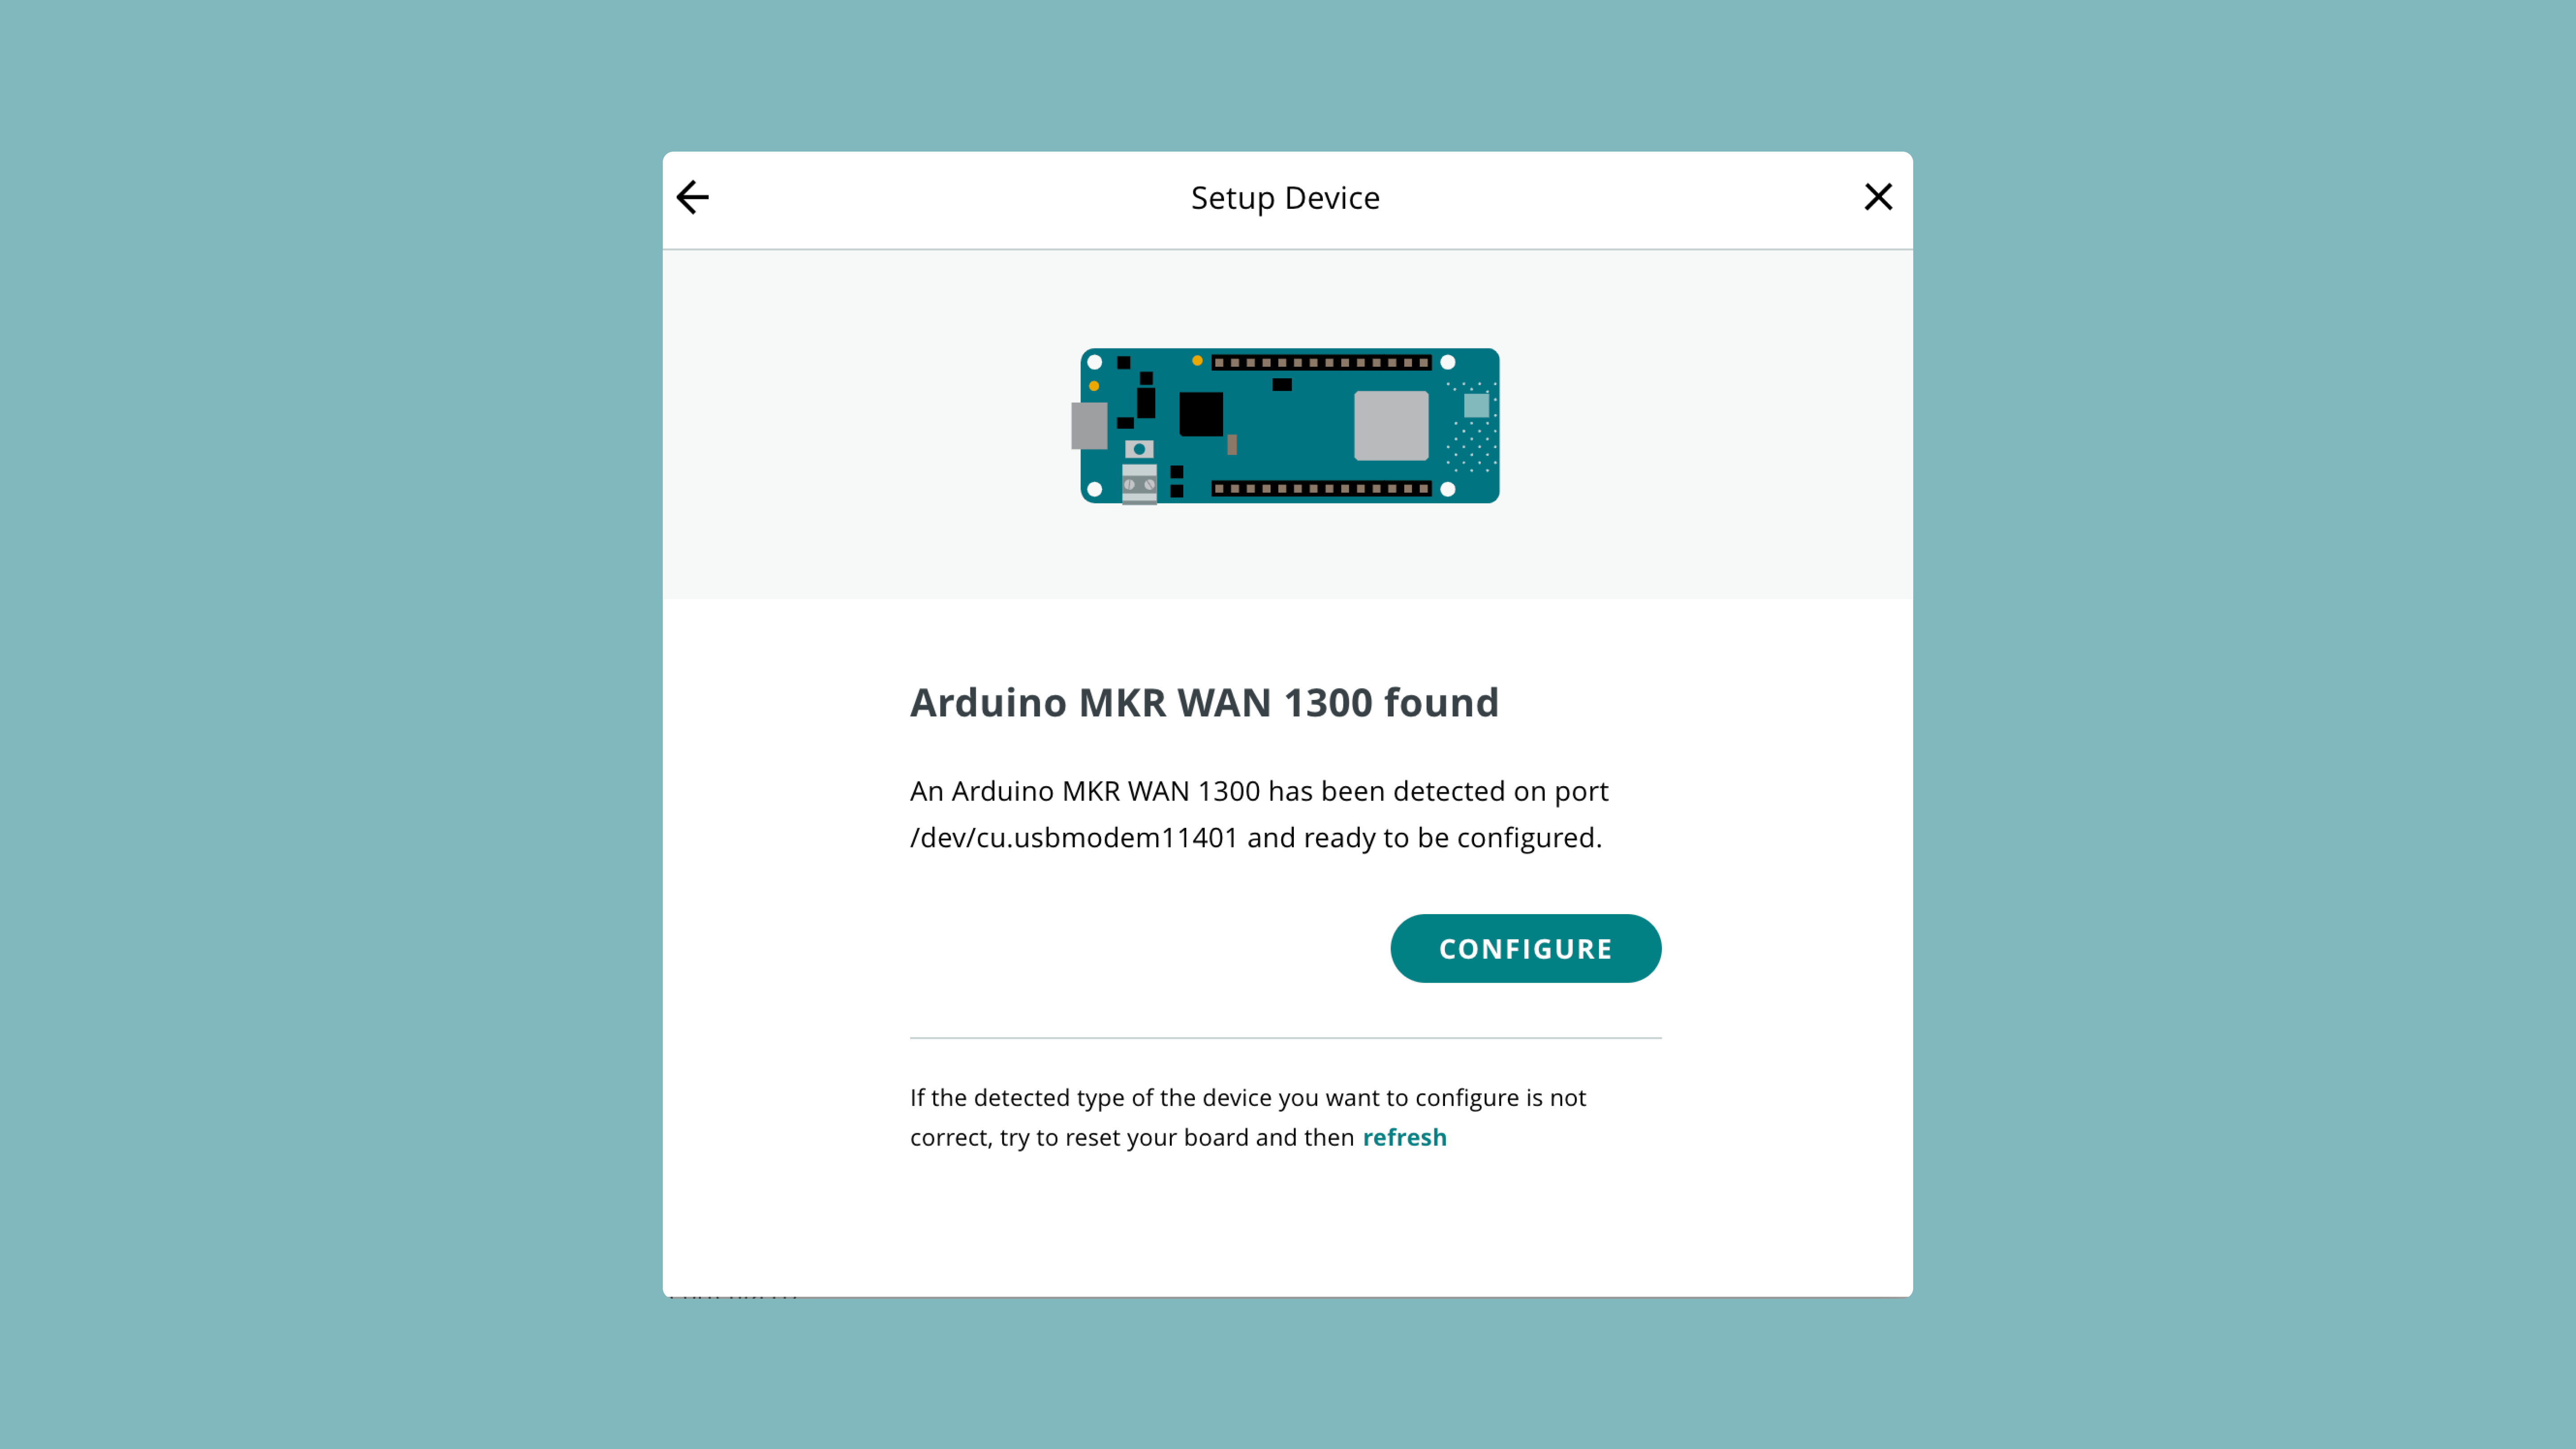 Setup Device
Arduino MKR WAN 1300 found
An Arduino MKR WAN 1300 has been detected on port
/dev/cu.usbmodem11401 and ready to be configured.
CONFIGURE
If the detected type of the device you want to configure is not
correct, try to reset your board and then refresh